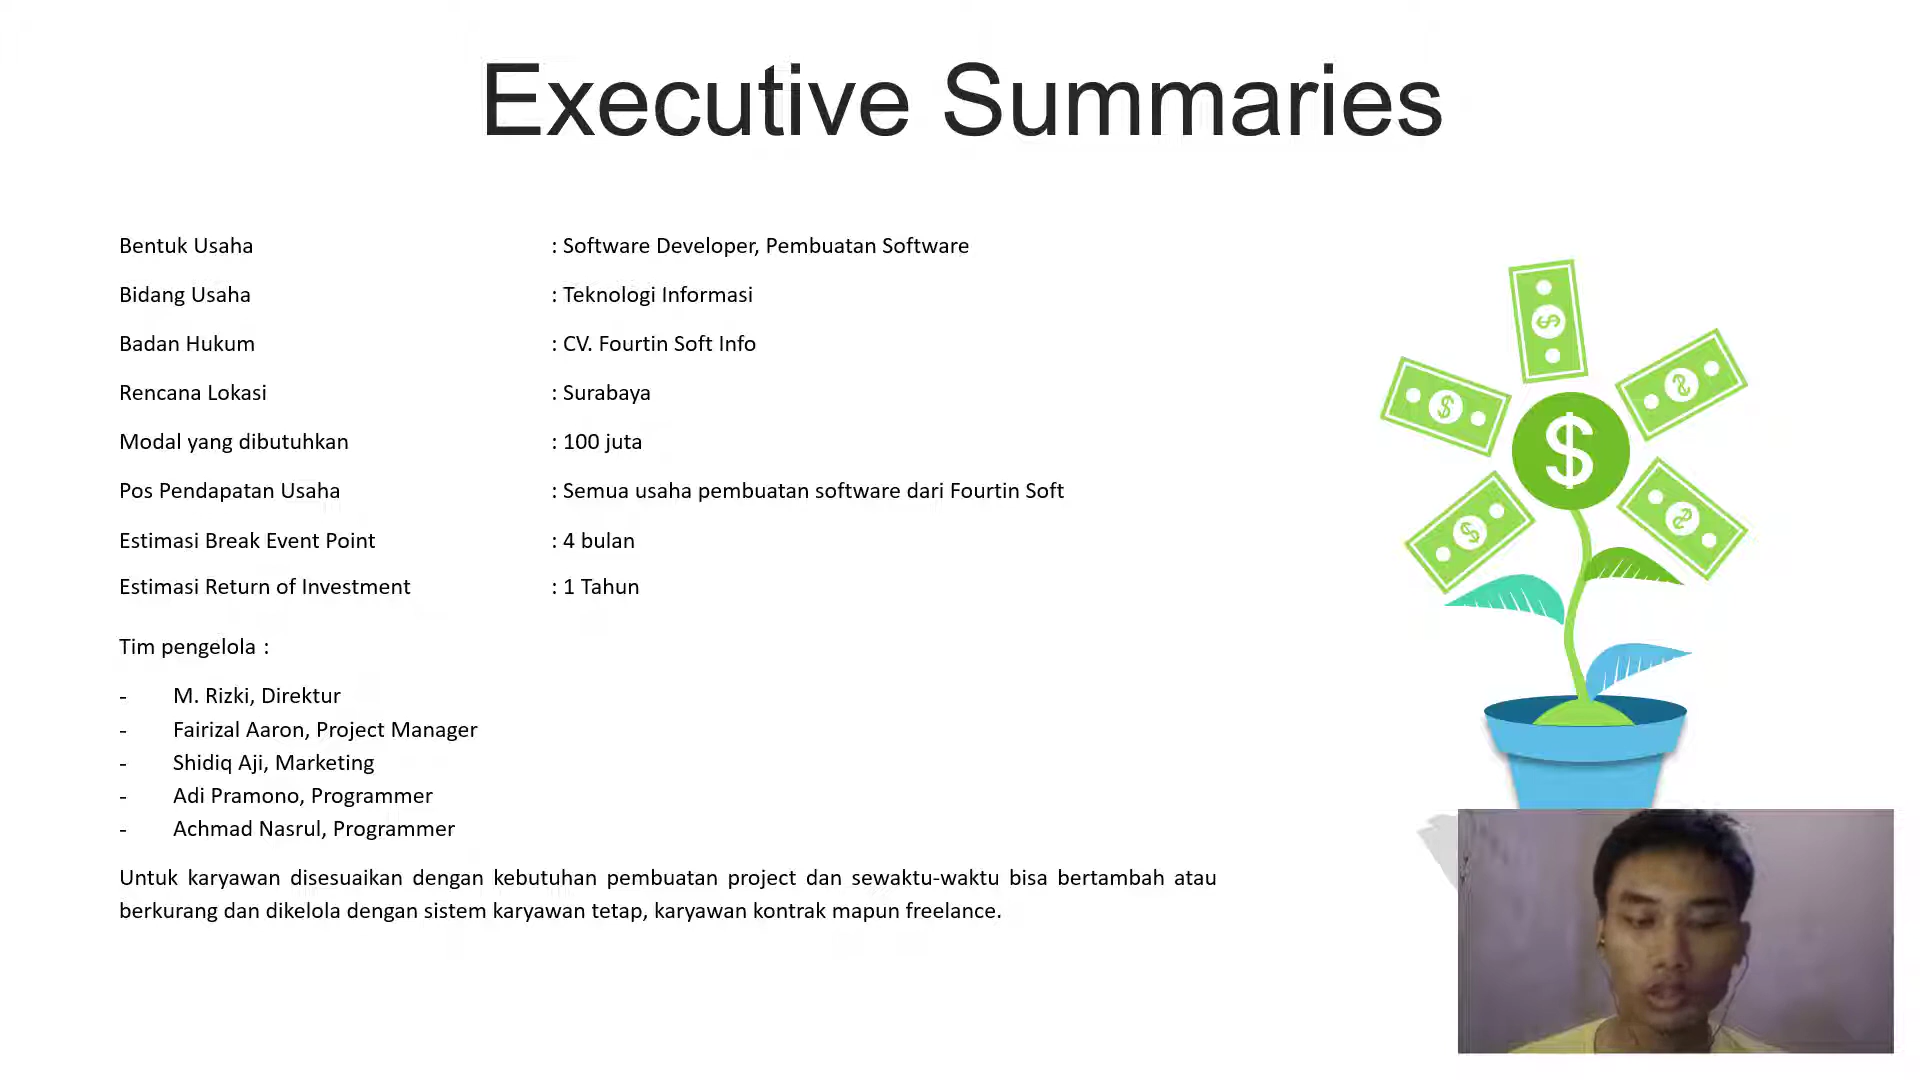 Executive Summaries
Bentuk Usaha : Software Developer, Pembuatan Software
Bidang Usaha : Teknologi Informasi
Badan Hukum : CV. Fourtin Soft Info
Rencana Lokasi : Surabaya
Modal yang dibutuhkan : 100 juta
Pos Pendapatan Usaha : Semua usaha pembuatan software dari Fourtin Soft
Estimasi Break Event Point : 4 bulan
Estimasi Return of Investment : 1 Tahun
Tim pengelola :
- M. Rizki, Direktur
- Fairizal Aaron, Project Manager
- Shidiq Aji, Marketing
- Adi Pramono, Programmer
- Achmad Nasrul, Programmer
Untuk karyawan disesuaikan dengan kebutuhan pembuatan project dan sewaktu-waktu bisa bertambah atau
berkurang dan dikelola dengan sistem karyawan tetap, karyawan kontrak mapun freelance.